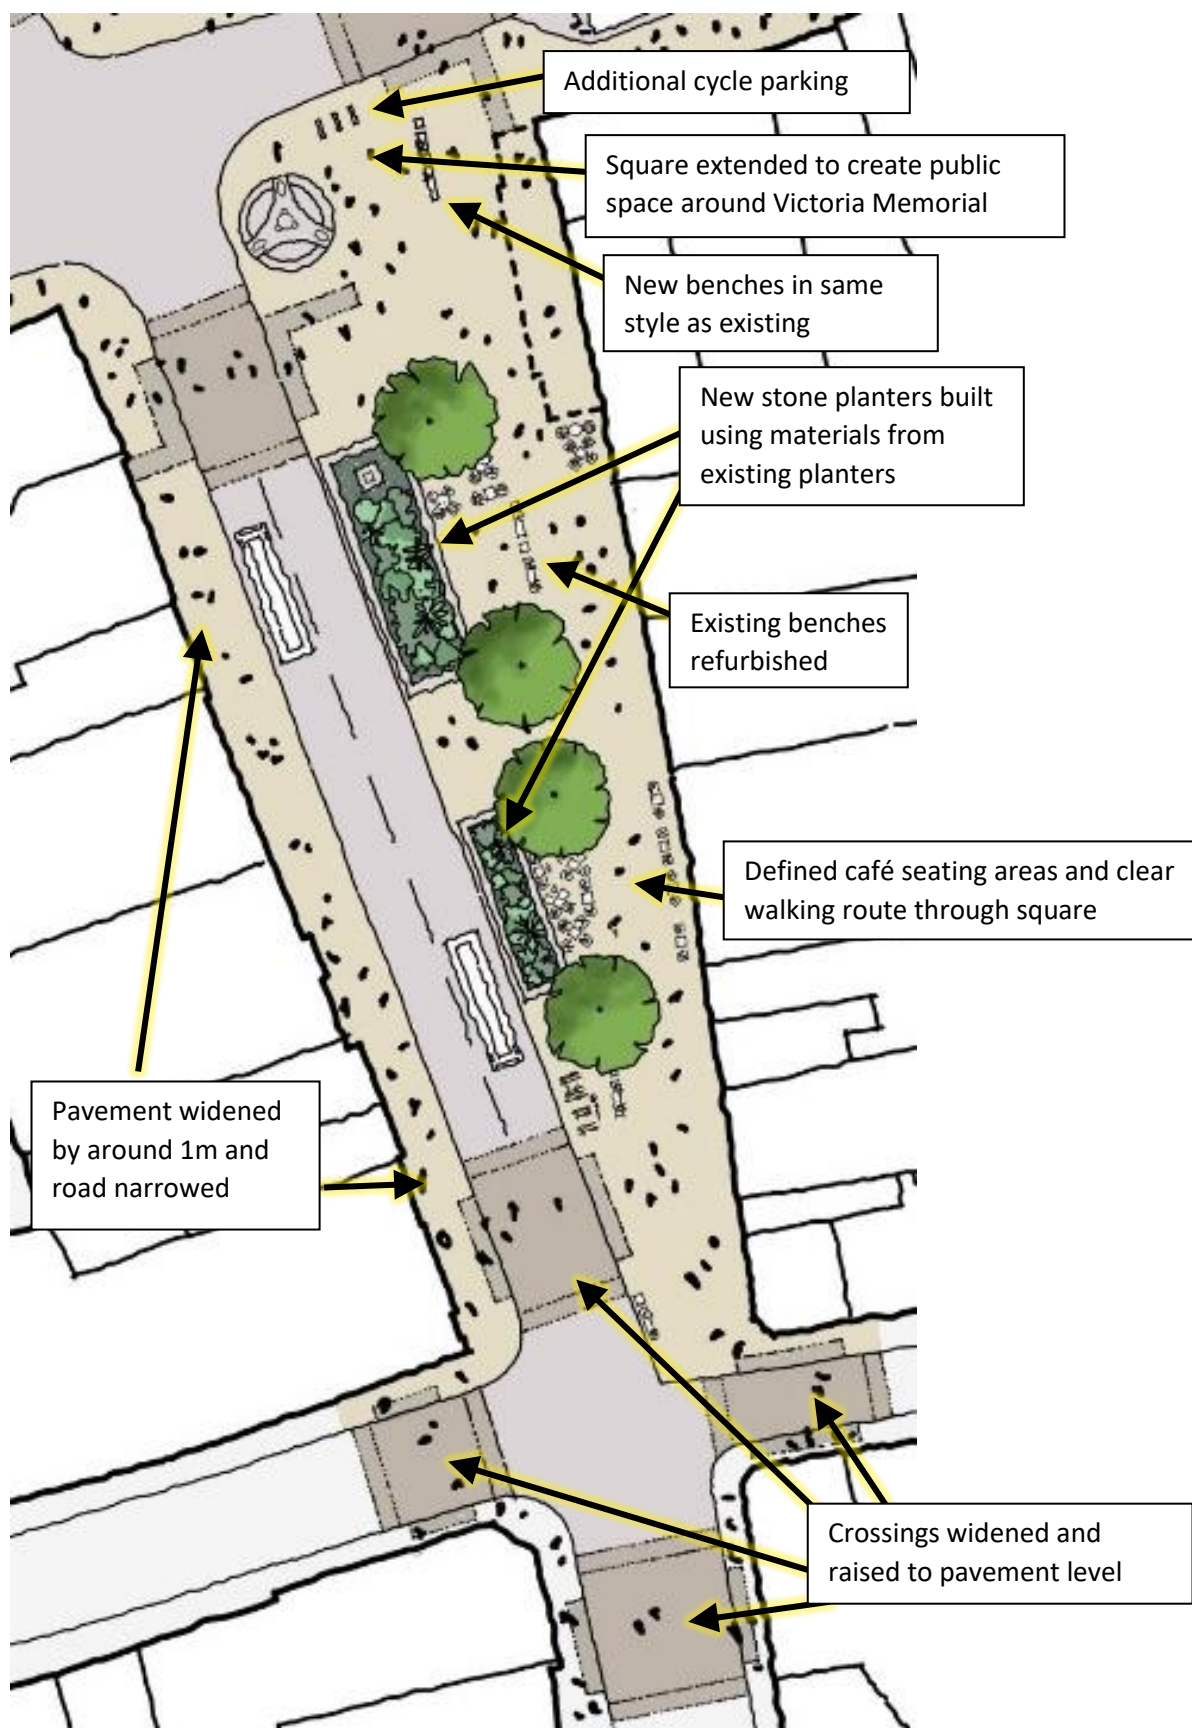 Additional cycle parking
Square extended to create public
space around Victoria Memorial
New benches in same
style as existing
New stone planters built
using materials from
existing planters
Existing benches
refurbished
Defined café seating areas and clear
walking route through square
Pavement widened
by around 1m and
road narrowed
Crossings widened and
raised to pavement level